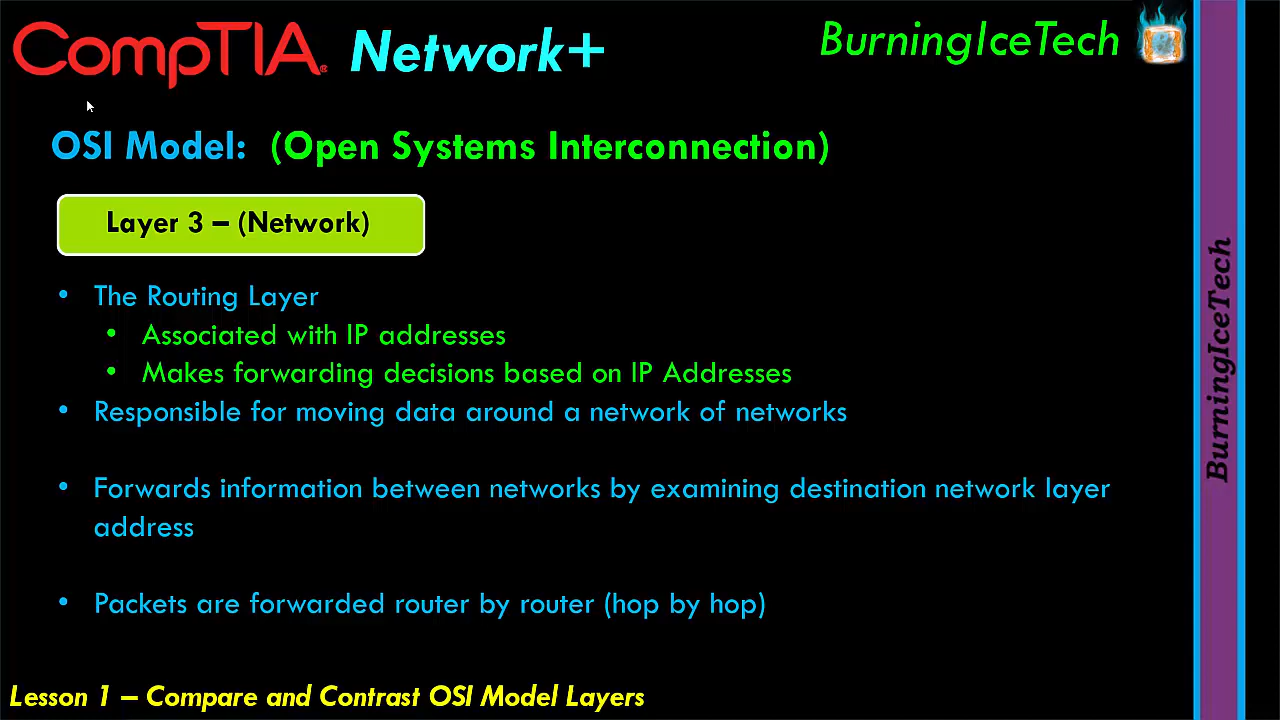 CompTIA® Network+
BurningIceTech
OSI Model: (Open Systems Interconnection)
Layer 3 – (Network)
• The Routing Layer
• Associated with IP addresses
• Makes forwarding decisions based on IP Addresses
• Responsible for moving data around a network of networks
• Forwards information between networks by examining destination network layer
address
• Packets are forwarded router by router (hop by hop)
Lesson 1 – Compare and Contrast OSI Model Layers
BurningIceTech